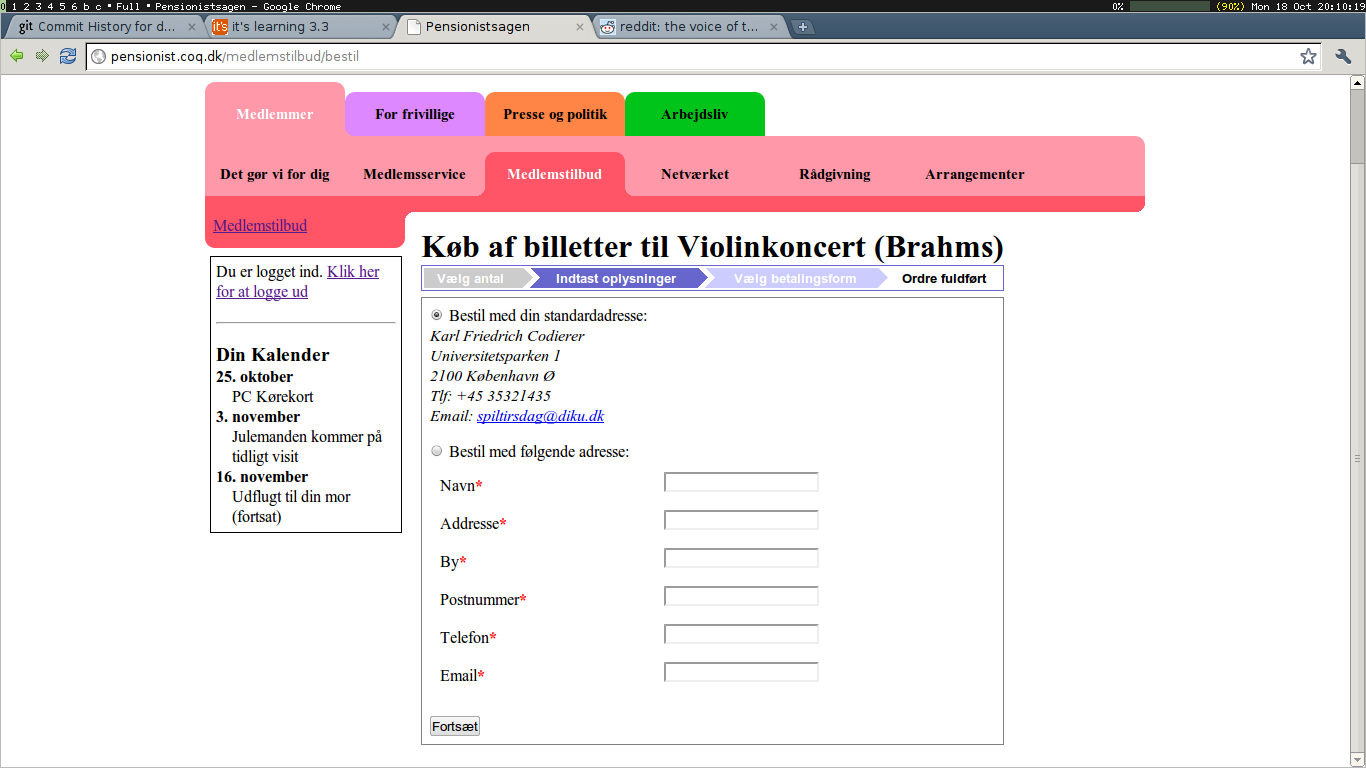 0 1 2 3 4 5 6 b c • Full • Pensionistsagen - Google Chrome 0% (90%) Mon 18 Oct 20:10:19
git Commit History for d... × it's it's learning 3.3 × Pensionistsagen × reddit: the voice of t... ×
pensionist.coq.dk/medlemstilbud/bestil
Medlemmer For frivillige Presse og politik Arbejdsliv
Det gør vi for dig Medlemsservice Medlemstilbud Netværket Rådgivning Arrangementer
Medlemstilbud
Du er logget ind. Klik her
for at logge ud
Din Kalender
25. oktober
PC Kørekort
3. november
Julemanden kommer på
tidligt visit
16. november
Udflugt til din mor
(fortsat)
Køb af billetter til Violinkoncert (Brahms)
Vælg antal Indtast oplysninger Vælg betalingsform Ordre fuldført
Bestil med din standardadresse:
Karl Friedrich Codierer
Universitetsparken 1
2100 København Ø
Tlf: +45 35321435
Email: spiltirsdag@diku.dk
Bestil med følgende adresse:
Navn*
Addresse*
By*
Postnummer*
Telefon*
Email*
Fortsæt